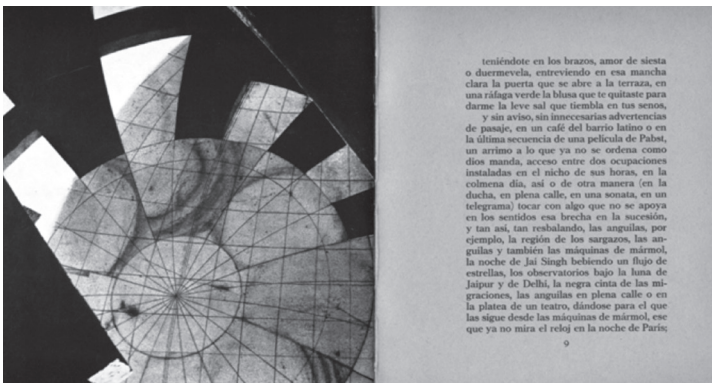 teniéndote en los brazos, amor de siesta
o duermevela, entreviendo en esa mancha
clara la puerta que se abre a la terraza, en
una ráfaga verde la blusa que te quitaste para
darme la leve sal que tiembla en tus senos,
y sin aviso, sin innecesarias advertencias
de pasaje, en un café del barrio latino o en
la última secuencia de una película de Pabst,
un arrimo a lo que ya no se ordena como
dios manda, acceso entre dos ocupaciones
instaladas en el nicho de sus horas, en la
colmena día, así o de otra manera (en la
ducha, en plena calle, en una sonata, en un
telegrama) tocar con algo que no se apoya
en los sentidos esa brecha en la sucesión,
y tan así, tan resbalando, las anguilas, por
ejemplo, la región de los sargazos, las an-
guilas y también las máquinas de mármol,
la noche de Jai Singh bebiendo un flujo de
estrellas, los observatorios bajo la luna de
Jaipur y de Delhi, la negra cinta de las mi-
graciones, las anguilas en plena calle o en
la platea de un teatro, dándose para el que
las sigue desde las máquinas de mármol, ese
que ya no mira el reloj en la noche de París;
9